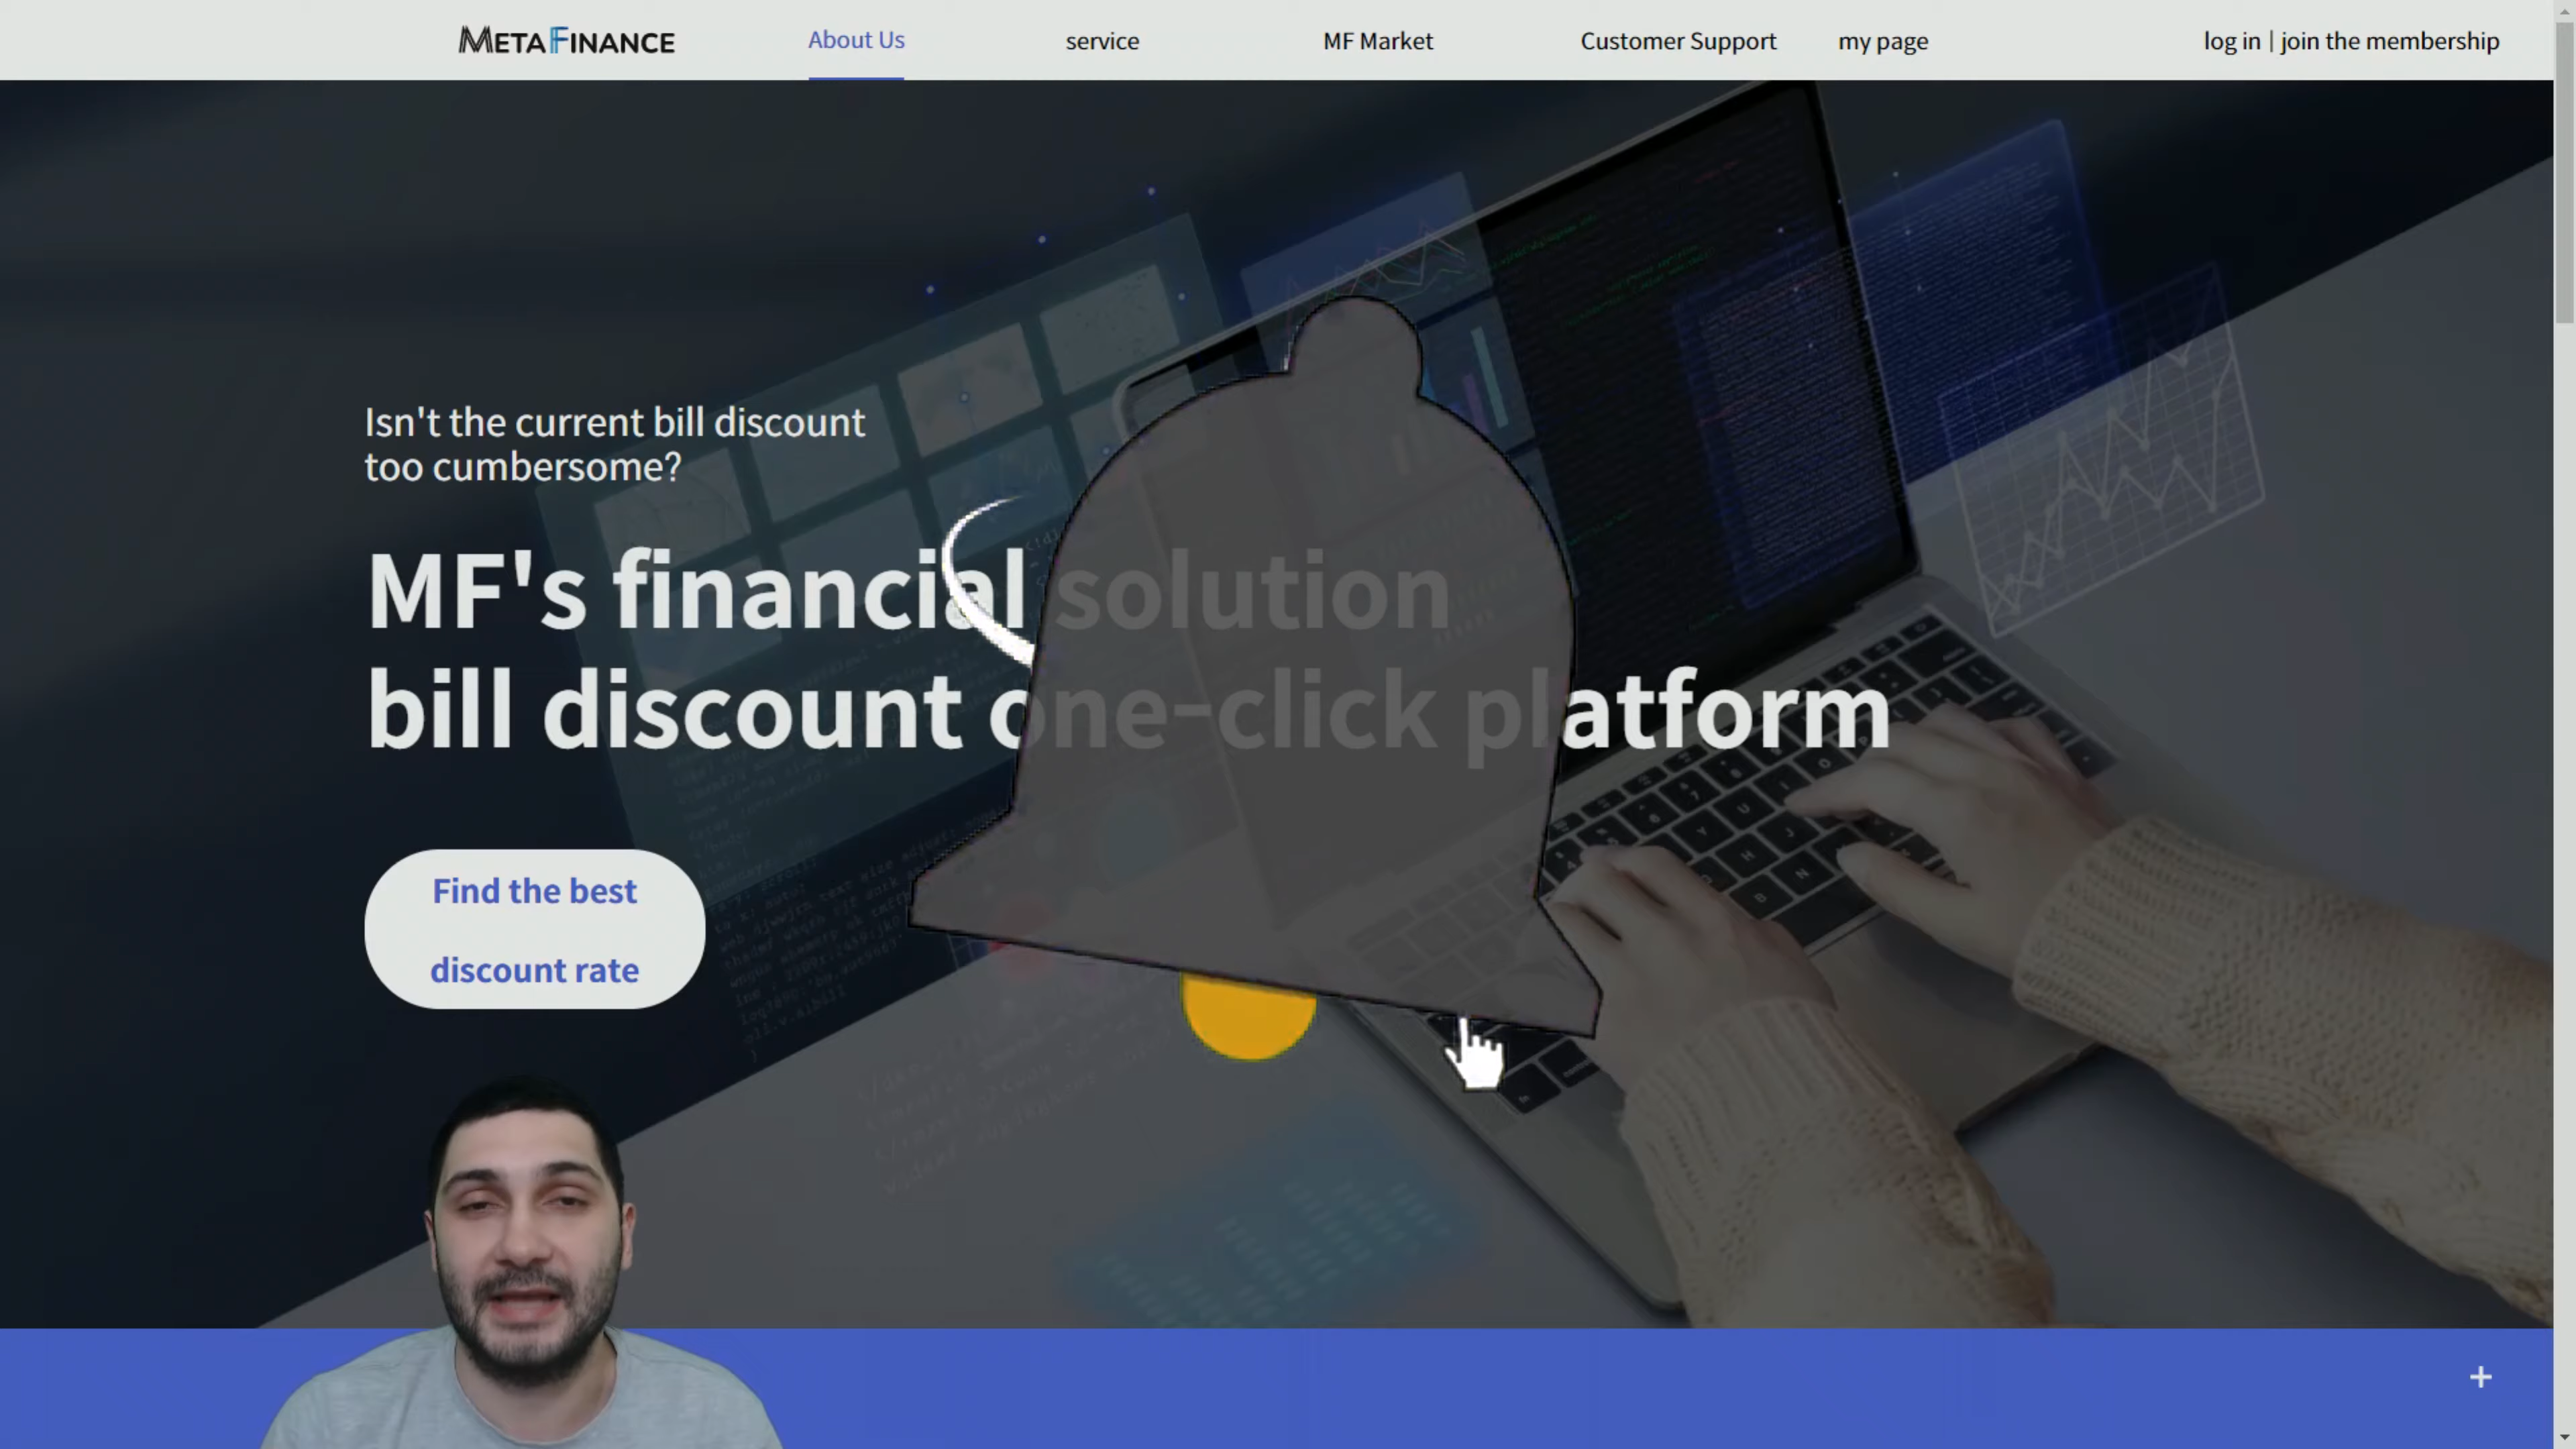 METAFINANCE
About Us
service
MF Market
Customer Support
my page
log in | join the membership
Isn't the current bill discount
too cumbersome?
MF's financial solution
bill discount one-click platform
Find the best
discount rate
+